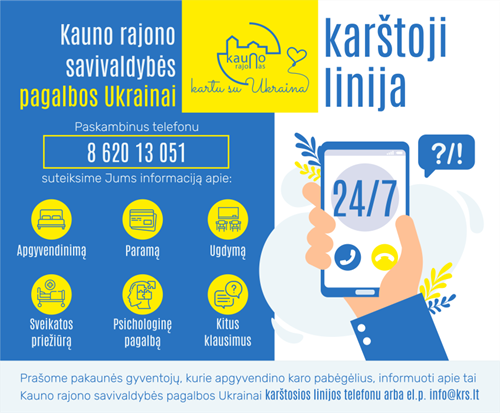 Kauno rajono
savivaldybės
pagalbos Ukrainai
kauno
rajonas
kartu su Ukraina
karštoji
linija
Paskambinus telefonu
8 620 13 051
suteiksime Jums informaciją apie:
Apgyvendinimą
Paramą
Ugdymą
Sveikatos
priežiūrą
Psichologinę
pagalbą
Kitus
klausimus
?/!
24/7
Prašome pakaunės gyventojų, kurie apgyvendino karo pabėgėlius, informuoti apie tai
Kauno rajono savivaldybės pagalbos Ukrainai karštosios linijos telefonu arba el.p. info@krs.lt